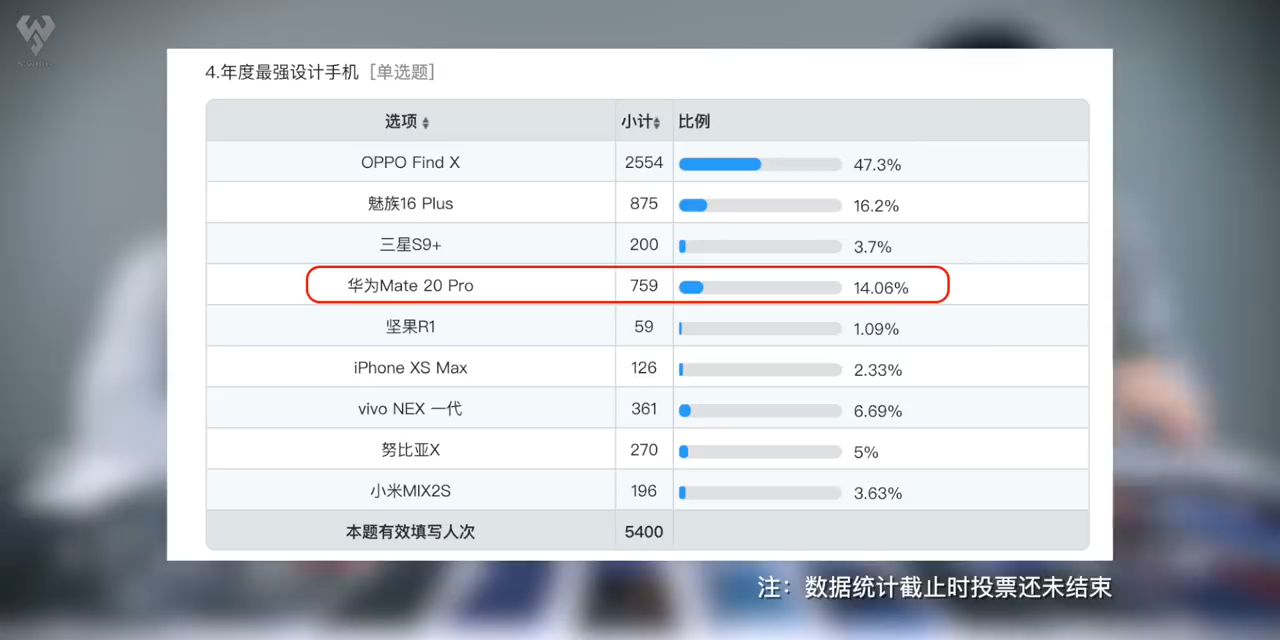 4.年度最强设计手机 [单选题]
选项 小计 比例
OPPO Find X 2554 47.3%
魅族16 Plus 875 16.2%
三星S9+ 200 3.7%
华为Mate 20 Pro 759 14.06%
坚果R1 59 1.09%
iPhone XS Max 126 2.33%
vivo NEX 一代 361 6.69%
努比亚X 270 5%
小米MIX2S 196 3.63%
本题有效填写人次 5400
注：数据统计截止时投票还未结束